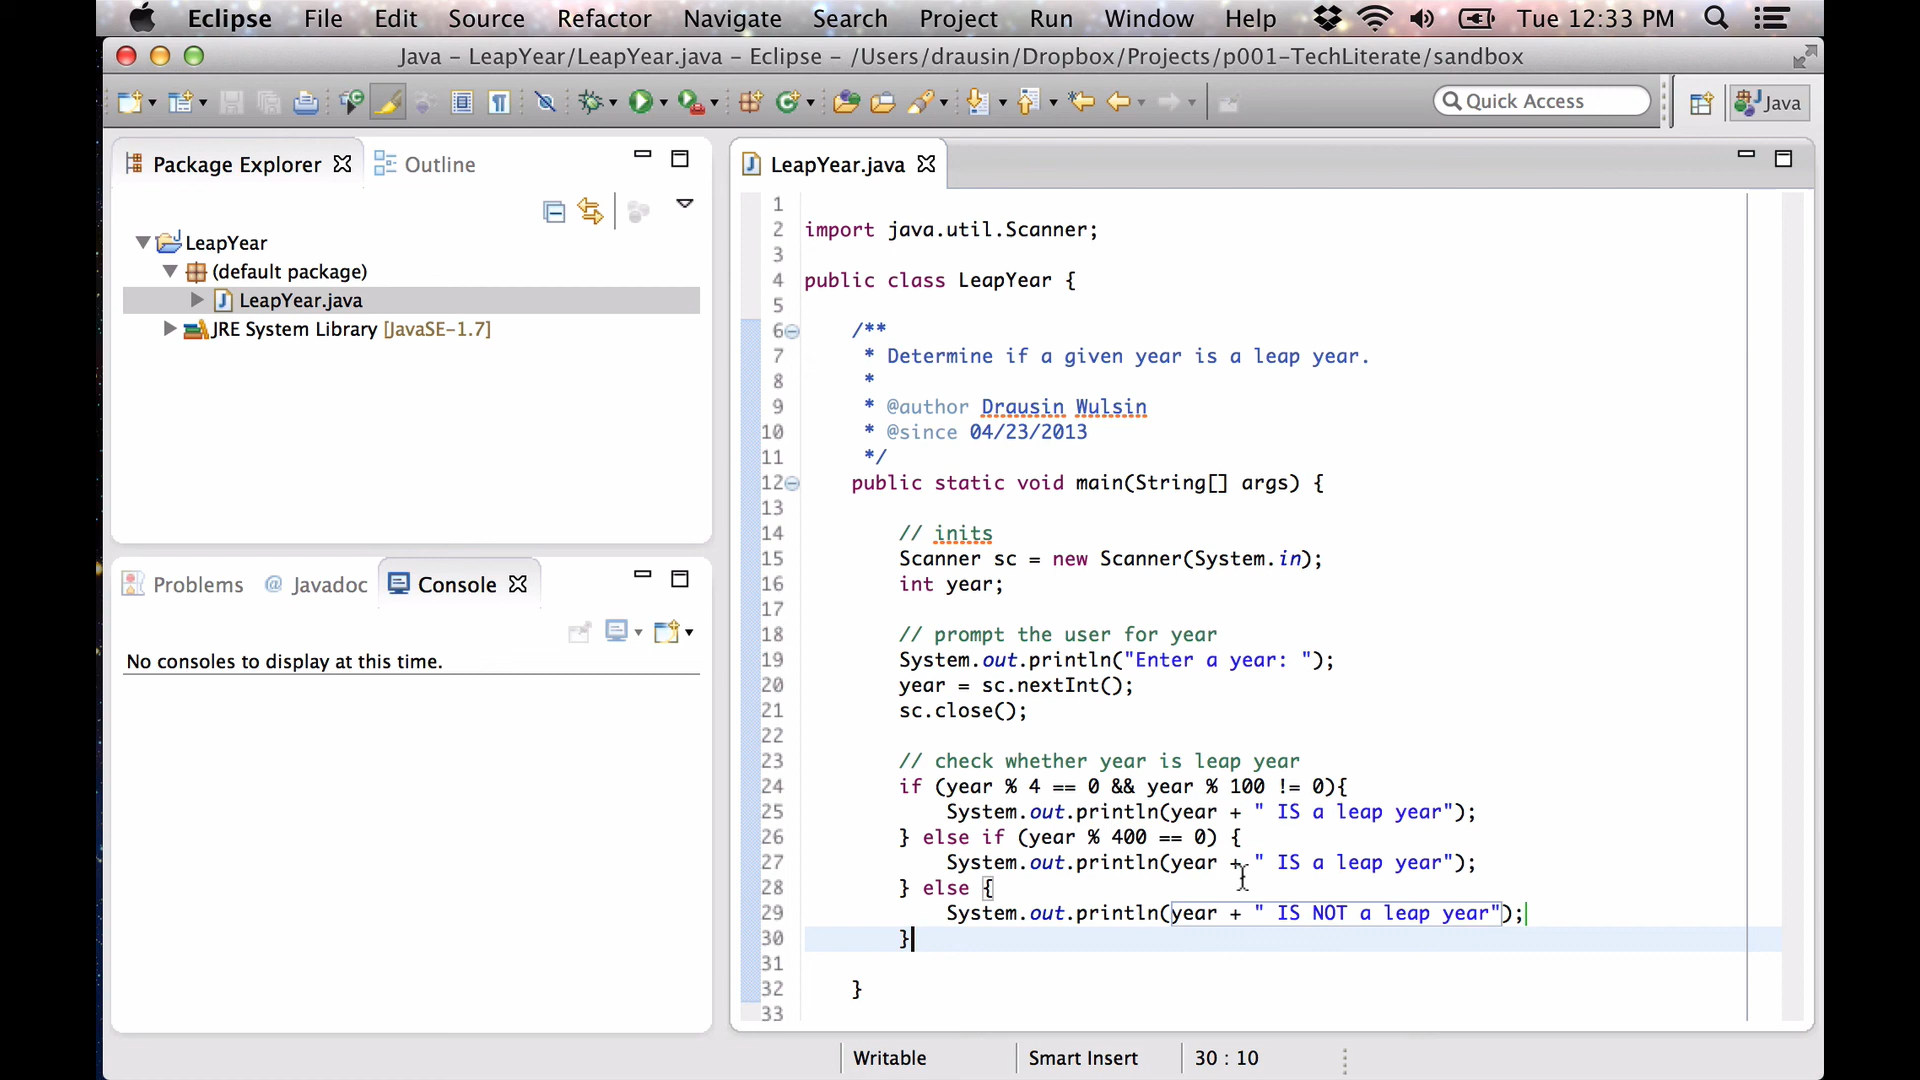 Eclipse File Edit Source Refactor Navigate Search Project Run Window Help Tue 12:33 PM
Java – LeapYear/LeapYear.java – Eclipse – /Users/drausin/Dropbox/Projects/p001-TechLiterate/sandbox
Quick Access
Java
Package Explorer
Outline
LeapYear
(default package)
LeapYear.java
JRE System Library [JavaSE-1.7]
Problems
@ Javadoc
Console
No consoles to display at this time.
LeapYear.java
1
2 import java.util.Scanner;
3
4 public class LeapYear {
5
6 /**
7 * Determine if a given year is a leap year.
8 *
9 * @author Drausin Wulsin
10 * @since 04/23/2013
11 */
12 public static void main(String[] args) {
13
14 // inits
15 Scanner sc = new Scanner(System.in);
16 int year;
17
18 // prompt the user for year
19 System.out.println("Enter a year: ");
20 year = sc.nextInt();
21 sc.close();
22
23 // check whether year is leap year
24 if (year % 4 == 0 && year % 100 != 0){
25 System.out.println(year + " IS a leap year");
26 } else if (year % 400 == 0) {
27 System.out.println(year + " IS a leap year");
28 } else {
29 System.out.println(year + " IS NOT a leap year");
30 }
31
32 }
33
Writable
Smart Insert
30 : 10